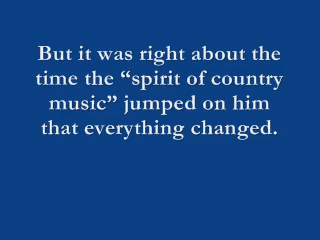 But it was right about the
time the “spirit of country
music” jumped on him
that everything changed.